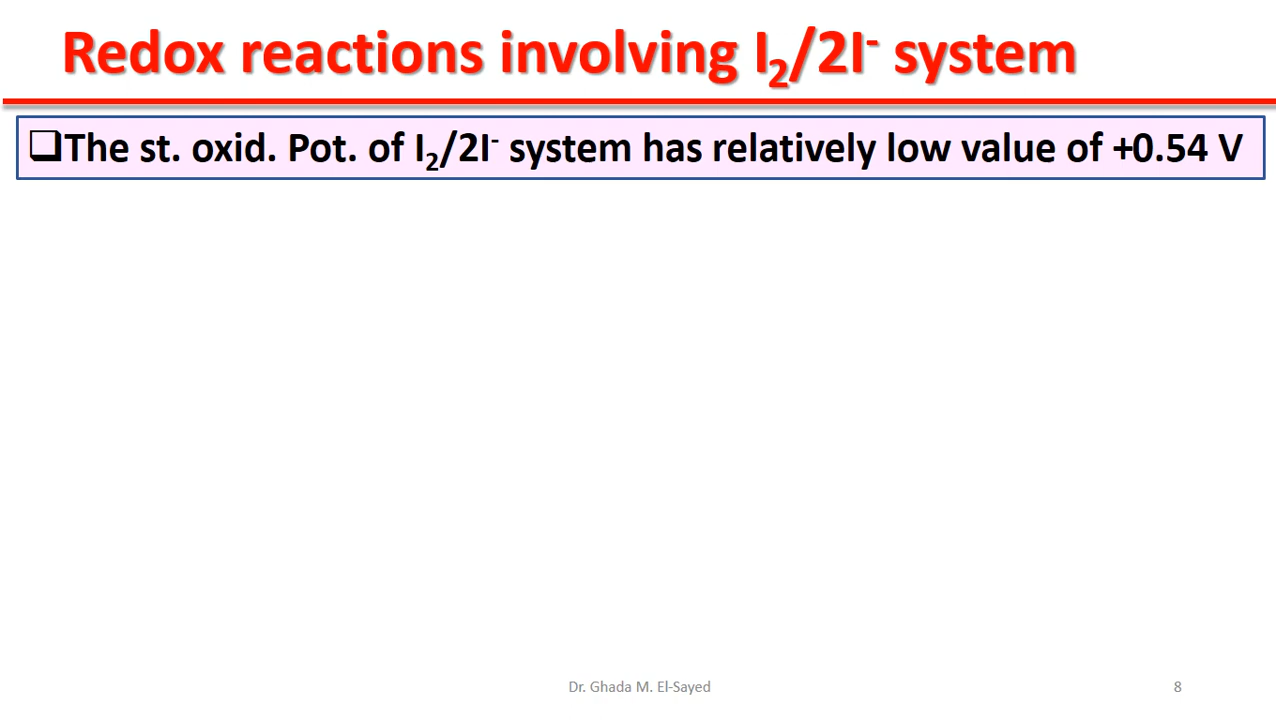 Redox reactions involving I₂/2I⁻ system
❑The st. oxid. Pot. of I₂/2I⁻ system has relatively low value of +0.54 V
Dr. Ghada M. El-Sayed
8